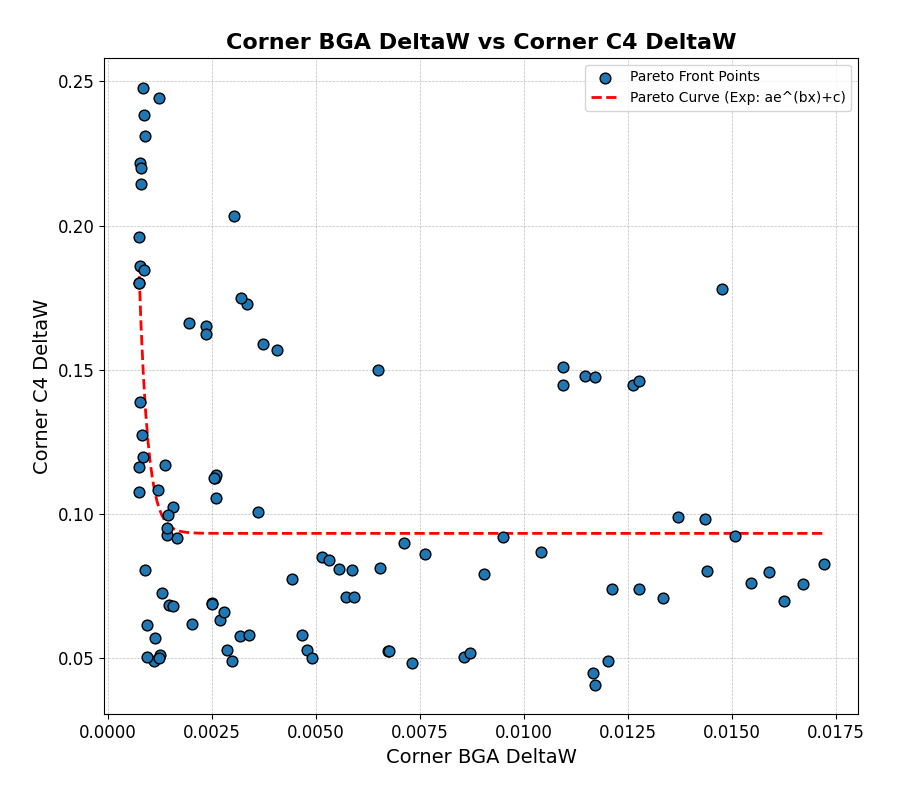 Corner BGA DeltaW vs Corner C4 DeltaW
Pareto Front Points
Pareto Curve (Exp: ae^(bx)+c)
0.25
0.20
0.15
0.10
0.05
Corner C4 DeltaW
0.0000 0.0025 0.0050 0.0075 0.0100 0.0125 0.0150 0.0175
Corner BGA DeltaW